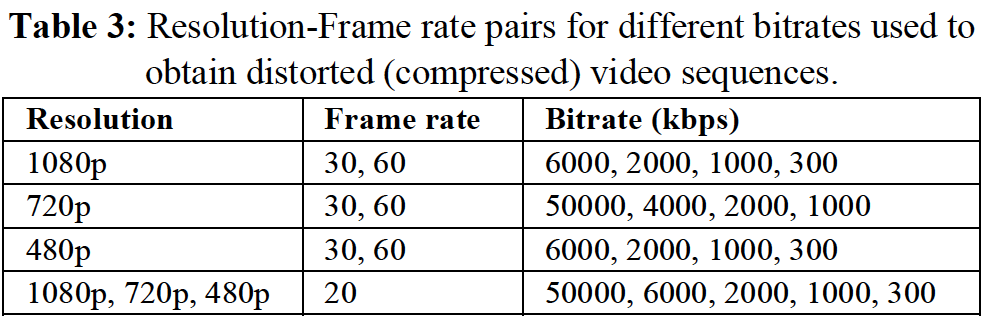 Table 3: Resolution-Frame rate pairs for different bitrates used to
obtain distorted (compressed) video sequences.
Resolution Frame rate Bitrate (kbps)
1080p 30, 60 6000, 2000, 1000, 300
720p 30, 60 50000, 4000, 2000, 1000
480p 30, 60 6000, 2000, 1000, 300
1080p, 720p, 480p 20 50000, 6000, 2000, 1000, 300